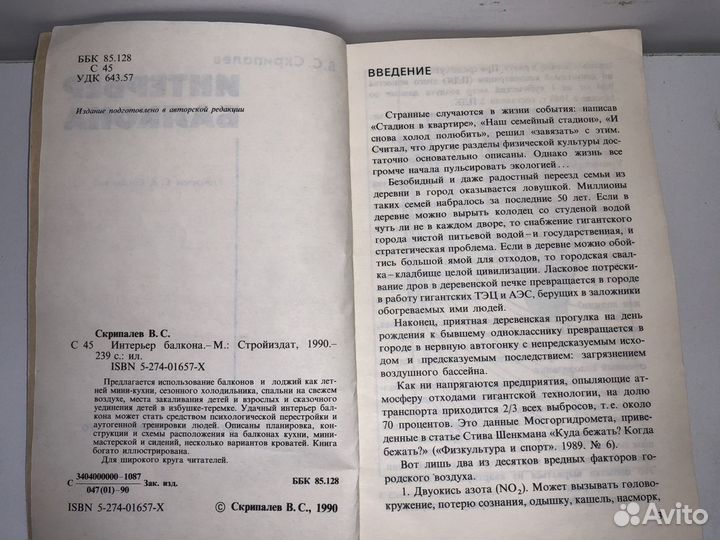 ББК 85.128
С 45
УДК 643.57
Издание подготовлено в авторской редакции
Скрипалев В. С.
С 45 Интерьер балкона.– М.: Стройиздат, 1990.–
239 с.: ил.
ISBN 5-274-01657-X
Предлагается использование балконов и лоджий как лет-
ней мини-кухни, сезонного холодильника, спальни на свежем
воздухе, места закаливания детей и взрослых и сказочного
уединения детей в избушке-теремке. Удачный интерьер бал-
кона может стать средством психологической перестройки и
аутогенной тренировки людей. Описаны планировка, кон-
струкции и схемы расположения на балконах кухни, мини-
мастерской и сидений, несколько вариантов кроватей. Книга
богато иллюстрирована.
Для широкого круга читателей.
С 3404000000–1087 Зак. изд. ББК 85.128
047(01)–90
ISBN 5-274-01657-X © Скрипалев В. С., 1990
ВВЕДЕНИЕ
Странные случаются в жизни события: написав
«Стадион в квартире», «Наш семейный стадион», «И
снова холод полюбить», решил «завязать» с этим.
Считал, что другие разделы физической культуры дос-
таточно основательно описаны. Однако жизнь все
громче начала пульсировать экологией...
Безобидный и даже радостный переезд семьи из
деревни в город оказывается ловушкой. Миллионы
таких семей набралось за последние 50 лет. Если в
деревне можно вырыть колодец со студеной водой
чуть ли не в каждом дворе, то снабжение гигантского
города чистой питьевой водой – и государственная, и
стратегическая проблема. Если в деревне можно обой-
тись большой ямой для отходов, то городская свал-
ка – кладбище целой цивилизации. Ласковое потрески-
вание дров в деревенской печке превращается в городе
в работу гигантских ТЭЦ и АЭС, берущих в заложники
обогреваемых ими людей.
Наконец, приятная деревенская прогулка на день
рождения к бывшему однокласснику превращается в
городе в нервную автогонку с непредсказуемым исхо-
дом и предсказуемым последствием: загрязнением
воздушного бассейна.
Как ни напрягаются предприятия, опыляющие ат-
мосферу отходами гигантской технологии, на долю
транспорта приходится 2/3 всех выбросов, т. е. около
70 процентов. Это данные Мосгоргидромета, приве-
денные в статье Стива Шенкмана «Куда бежать? Когда
бежать?» («Физкультура и спорт». 1989. № 6).
Вот лишь два из десятков вредных факторов го-
родского воздуха.
1. Двуокись азота (NO₂). Может вызывать голово-
кружение, потерю сознания, одышку, кашель, насморк,
Avito